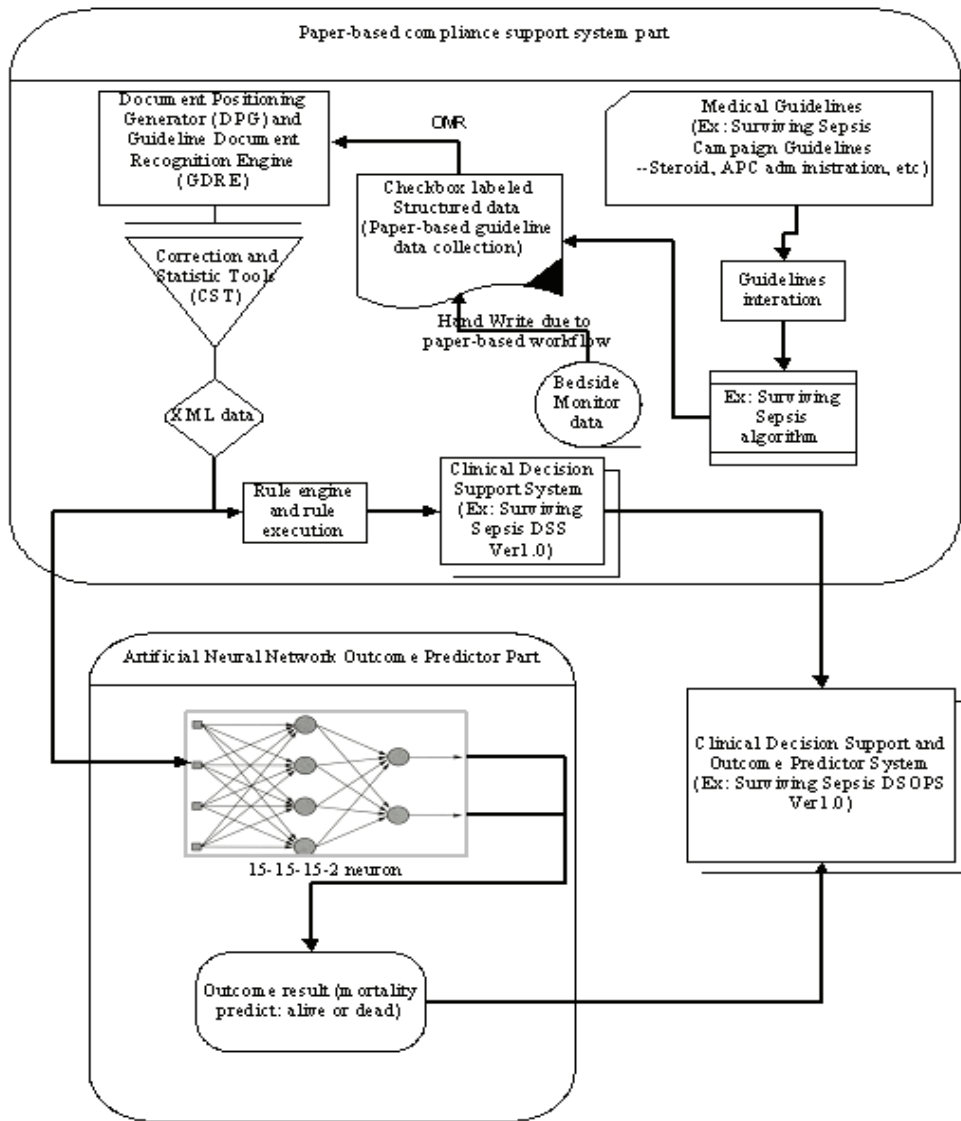 Paper-based compliance support system part
Document Positioning
Generator (DPG) and
Guideline Document
Recognition Engine
(GDRE)
OMR
Medical Guidelines
(Ex: Surviving Sepsis
Campaign Guidelines
--Steroid, APC administration, etc)
Checkbox labeled
Structured data
(Paper-based guideline
data collection)
Correction and
Statistic Tools
(CST)
Guidelines
interation
Hand Write due to
paper-based workflow
Bedside
Monitor
data
Ex: Surviving
Sepsis
algorithm
XML data
Rule engine
and rule
execution
Clinical Decision
Support System
(Ex: Surviving
Sepsis DSS
Ver1.0)
Artificial Neural Network Outcome Predictor Part
15-15-15-2 neuron
Clinical Decision Support and
Outcome Predictor System
(Ex: Surviving Sepsis DSOPS
Ver1.0)
Outcome result (mortality
predict: alive or dead)